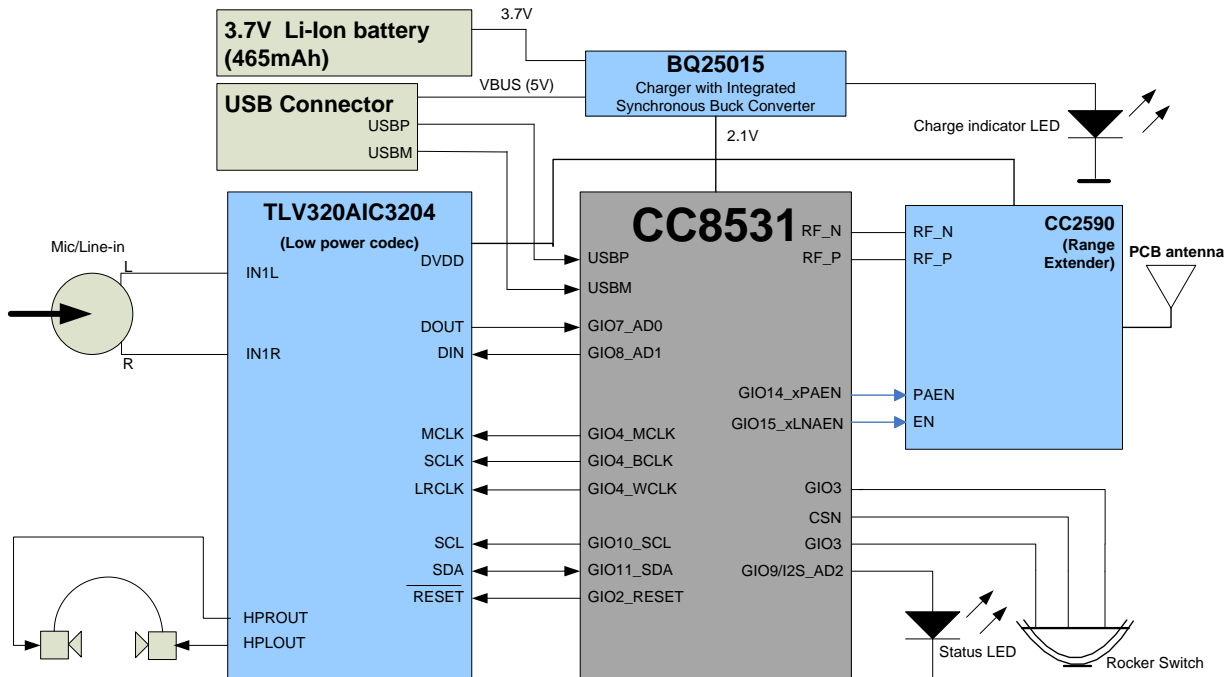 3.7V Li-Ion battery
(465mAh)
3.7V
USB Connector
USBP
USBM
VBUS (5V)
BQ25015
Charger with Integrated
Synchronous Buck Converter
2.1V
Charge indicator LED
Mic/Line-in
L
R
TLV320AIC3204
(Low power codec)
DVDD
IN1L
IN1R
DOUT
DIN
MCLK
SCLK
LRCLK
SCL
SDA
RESET
HPROUT
HPLOUT
CC8531
USBP
USBM
GIO7_AD0
GIO8_AD1
GIO4_MCLK
GIO4_BCLK
GIO4_WCLK
GIO10_SCL
GIO11_SDA
GIO2_RESET
RF_N
RF_P
GIO14_xPAEN
GIO15_xLNAEN
GIO3
CSN
GIO3
GIO9/I2S_AD2
CC2590
(Range
Extender)
RF_N
RF_P
PAEN
EN
PCB antenna
Status LED
Rocker Switch